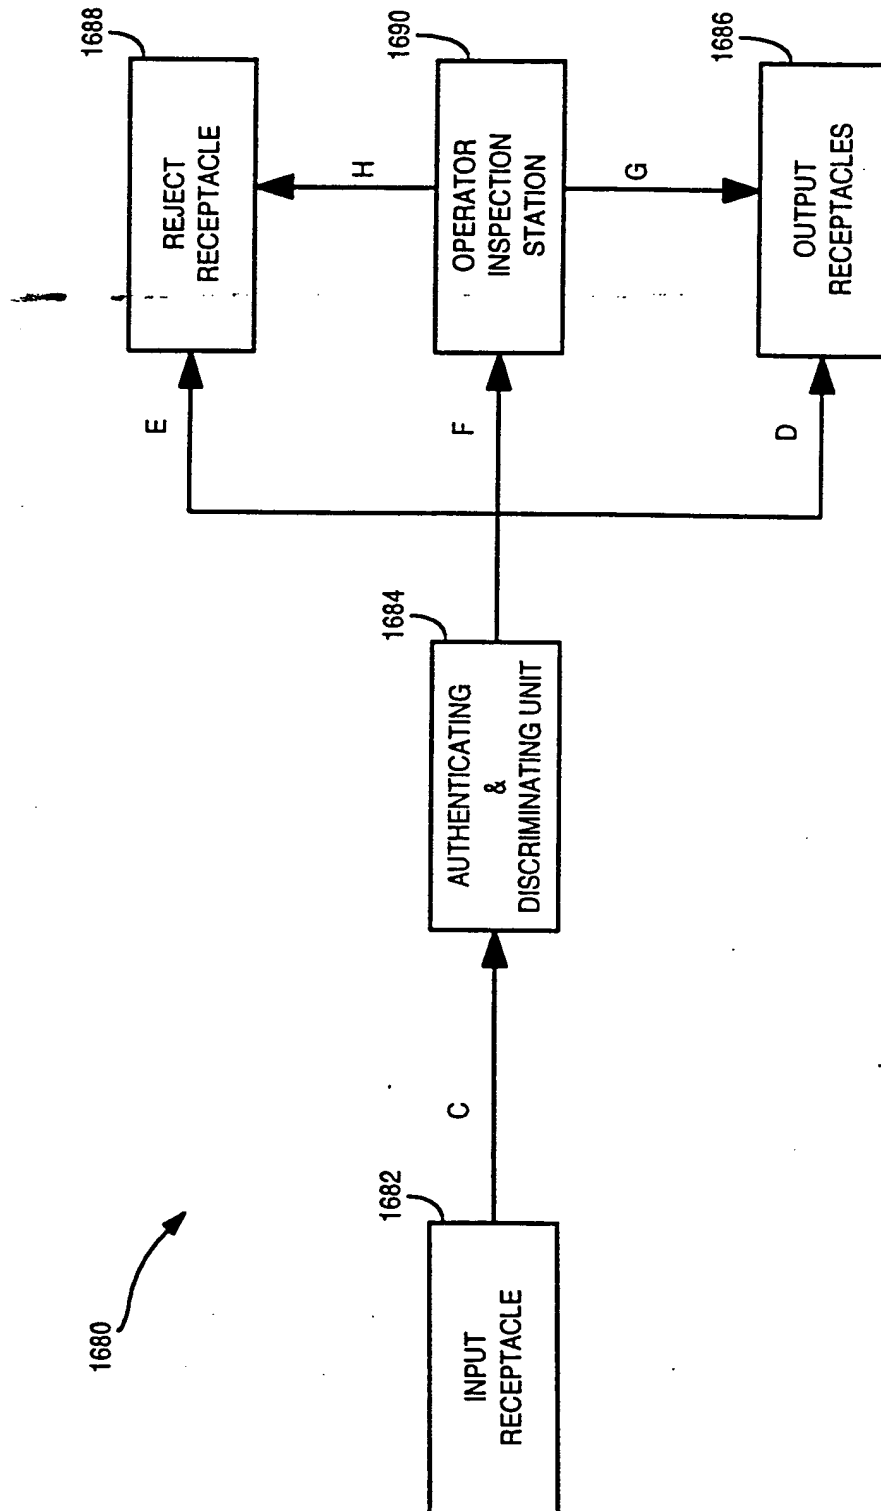 1680
1682
INPUT
RECEPTACLE
C
1684
AUTHENTICATING
&
DISCRIMINATING UNIT
E
F
D
1688
REJECT
RECEPTACLE
H
1690
OPERATOR
INSPECTION
STATION
G
1686
OUTPUT
RECEPTACLES